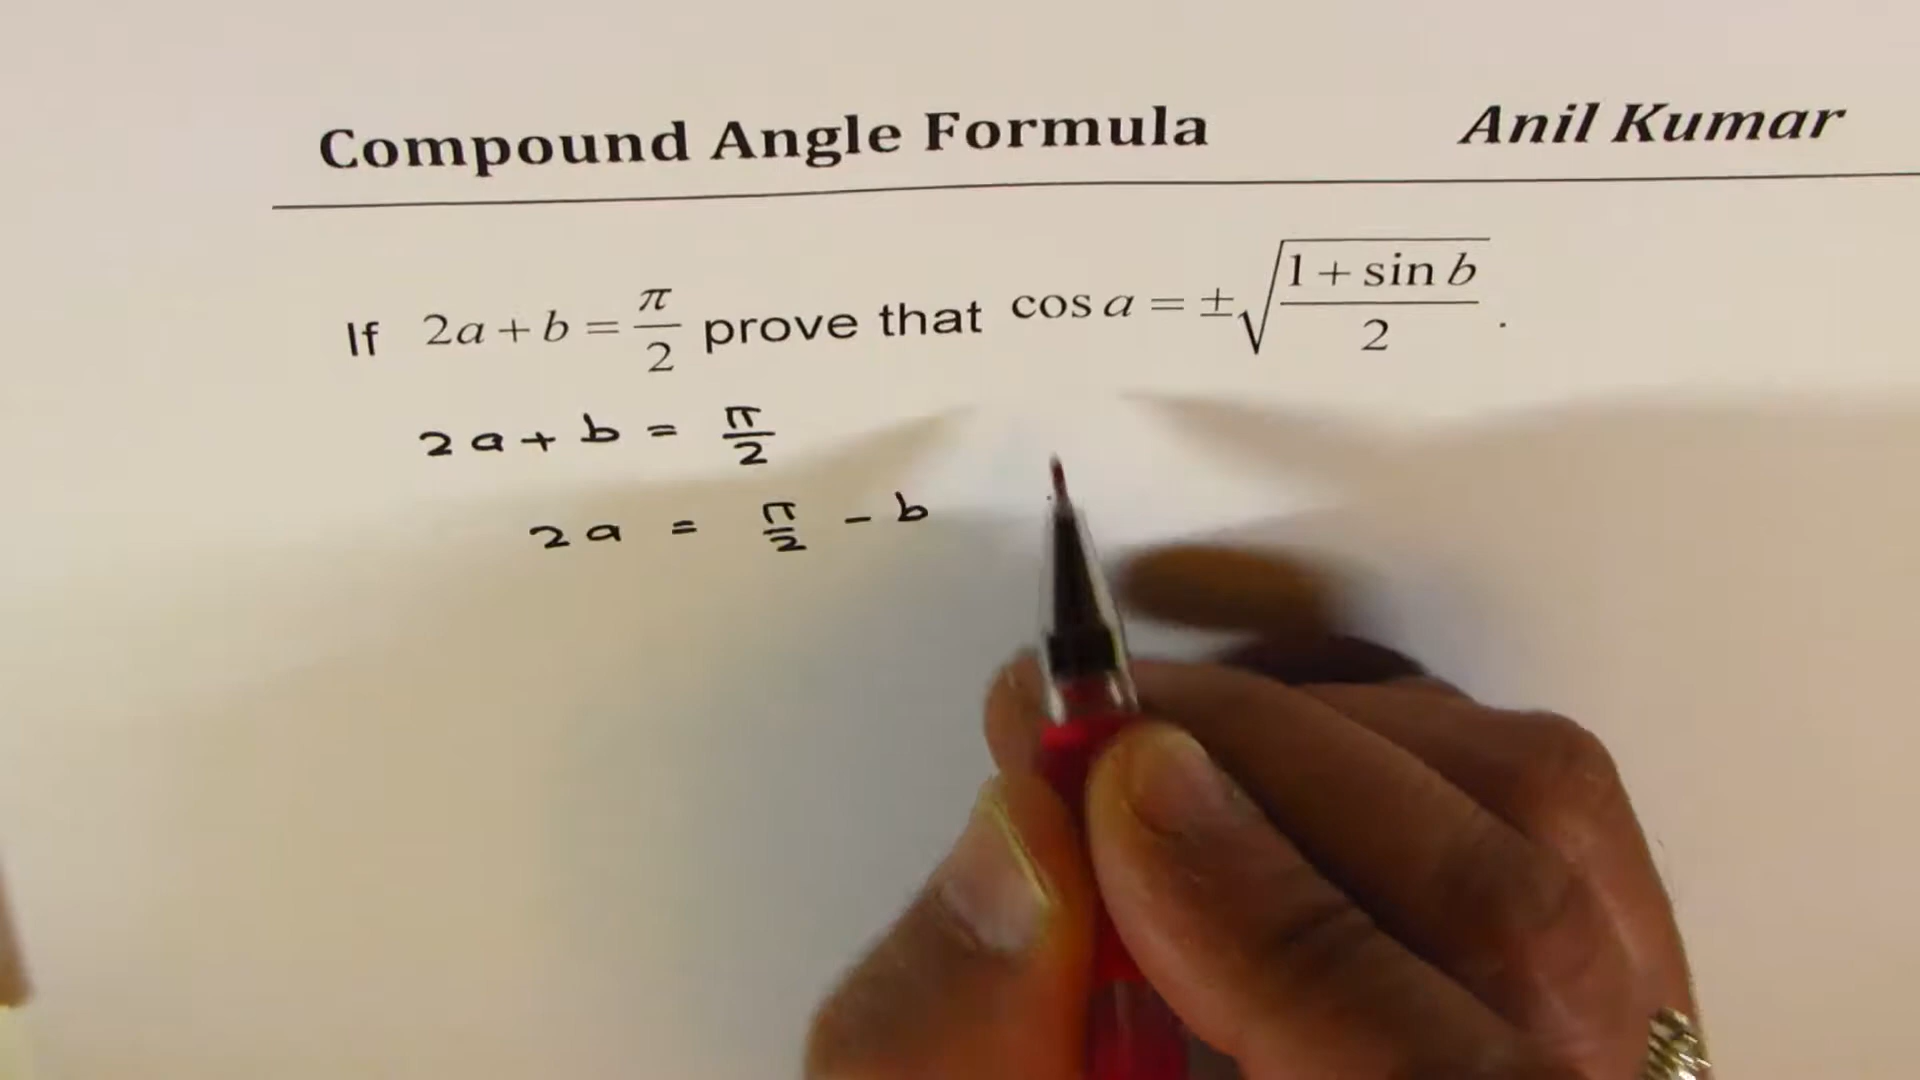 Compound Angle Formula Anil Kumar
If 2a + b = π/2 prove that cos a = ±√((1 + sin b)/2) .
2a + b = π/2
2a = π/2 - b